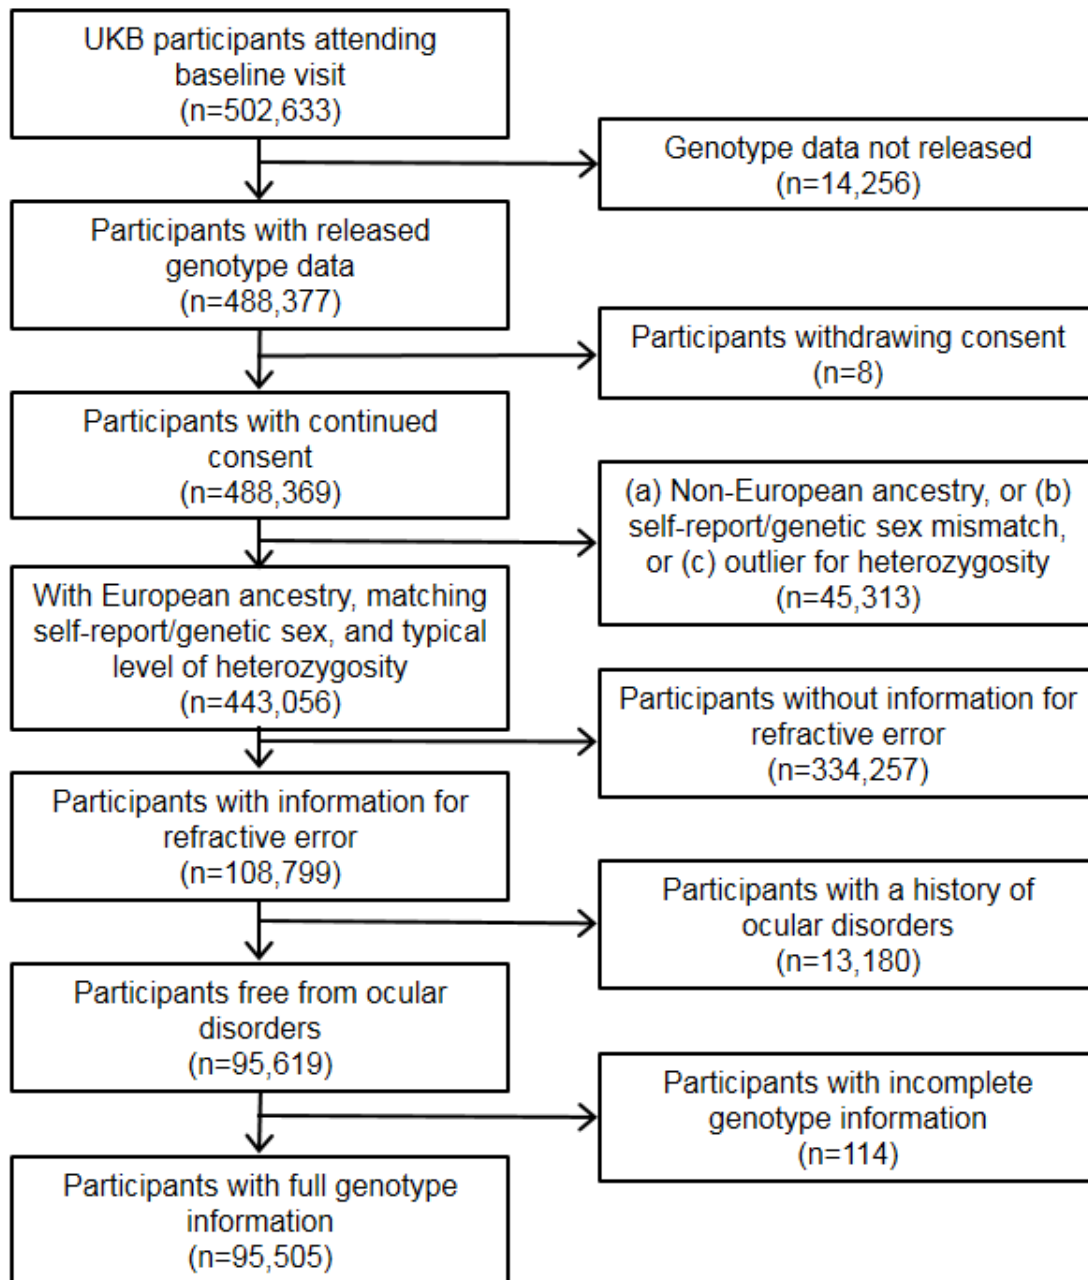 UKB participants attending
baseline visit
(n=502,633)
Genotype data not released
(n=14,256)
Participants with released
genotype data
(n=488,377)
Participants withdrawing consent
(n=8)
Participants with continued
consent
(n=488,369)
(a) Non-European ancestry, or (b)
self-report/genetic sex mismatch,
or (c) outlier for heterozygosity
(n=45,313)
With European ancestry, matching
self-report/genetic sex, and typical
level of heterozygosity
(n=443,056)
Participants without information for
refractive error
(n=334,257)
Participants with information for
refractive error
(n=108,799)
Participants with a history of
ocular disorders
(n=13,180)
Participants free from ocular
disorders
(n=95,619)
Participants with incomplete
genotype information
(n=114)
Participants with full genotype
information
(n=95,505)